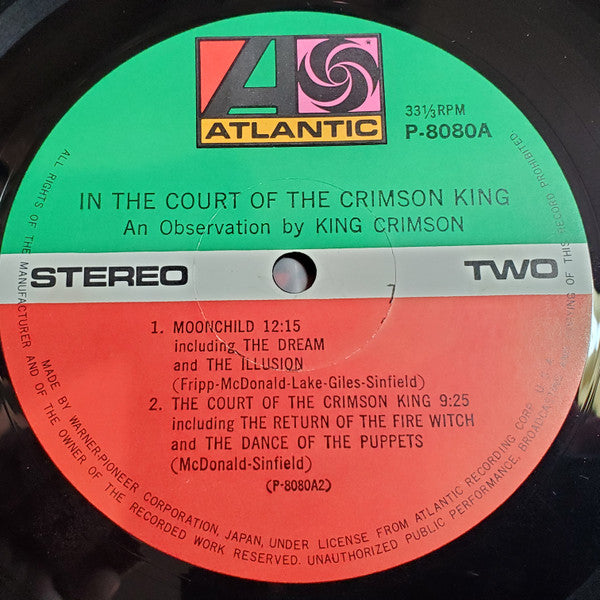 ATLANTIC
33⅓RPM
P-8080A
IN THE COURT OF THE CRIMSON KING
An Observation by KING CRIMSON
STEREO
TWO
1. MOONCHILD 12:15
including THE DREAM
and THE ILLUSION
(Fripp-McDonald-Lake-Giles-Sinfield)
2. THE COURT OF THE CRIMSON KING 9:25
including THE RETURN OF THE FIRE WITCH
and THE DANCE OF THE PUPPETS
(McDonald-Sinfield)
(P-8080A2)
ALL RIGHTS OF THE MANUFACTURER AND OF THE OWNER OF THE RECORDED WORK RESERVED. UNAUTHORIZED PUBLIC PERFORMANCE, BROADCASTING OF THIS RECORD PROHIBITED
MADE BY WARNER-PIONEER CORPORATION, JAPAN, UNDER LICENSE FROM ATLANTIC RECORDING CORP.